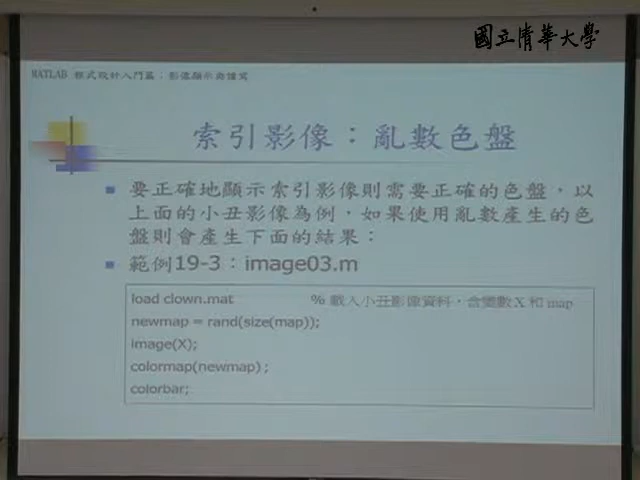 國立清華大學
MATLAB 程式設計入門篇：影像顯示與讀寫
索引影像：亂數色盤
要正確地顯示索引影像則需要正確的色盤，以
上面的小丑影像為例，如果使用亂數產生的色
盤則會產生下面的結果：
範例19-3：image03.m
load clown.mat % 載入小丑影像資料，含變數 X 和 map
newmap = rand(size(map));
image(X);
colormap(newmap);
colorbar;